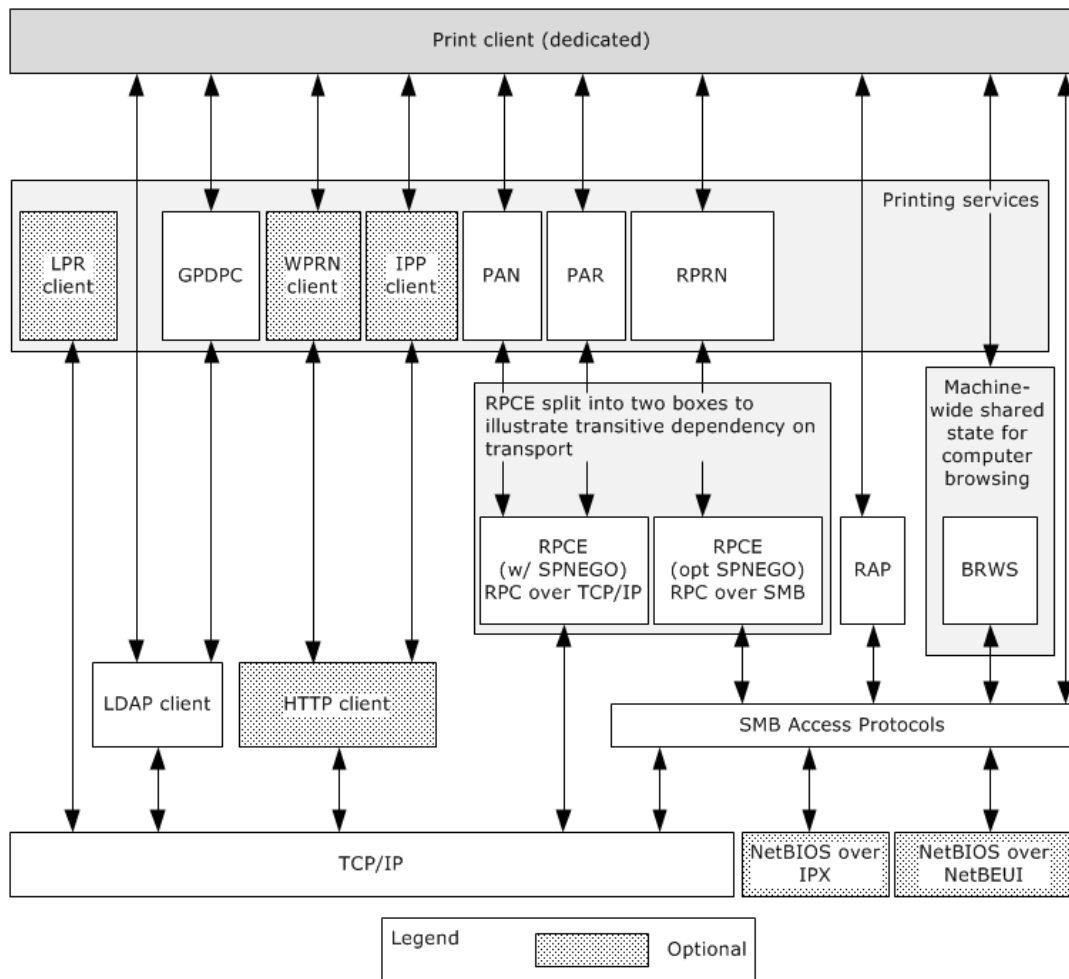 Print client (dedicated)
Printing services
LPR
client
GPDPC
WPRN
client
IPP
client
PAN
PAR
RPRN
RPCE split into two boxes to
illustrate transitive dependency on
transport
Machine-
wide shared
state for
computer
browsing
RPCE
(w/ SPNEGO)
RPC over TCP/IP
RPCE
(opt SPNEGO)
RPC over SMB
RAP
BRWS
LDAP client
HTTP client
SMB Access Protocols
TCP/IP
NetBIOS over
IPX
NetBIOS over
NetBEUI
Legend
Optional